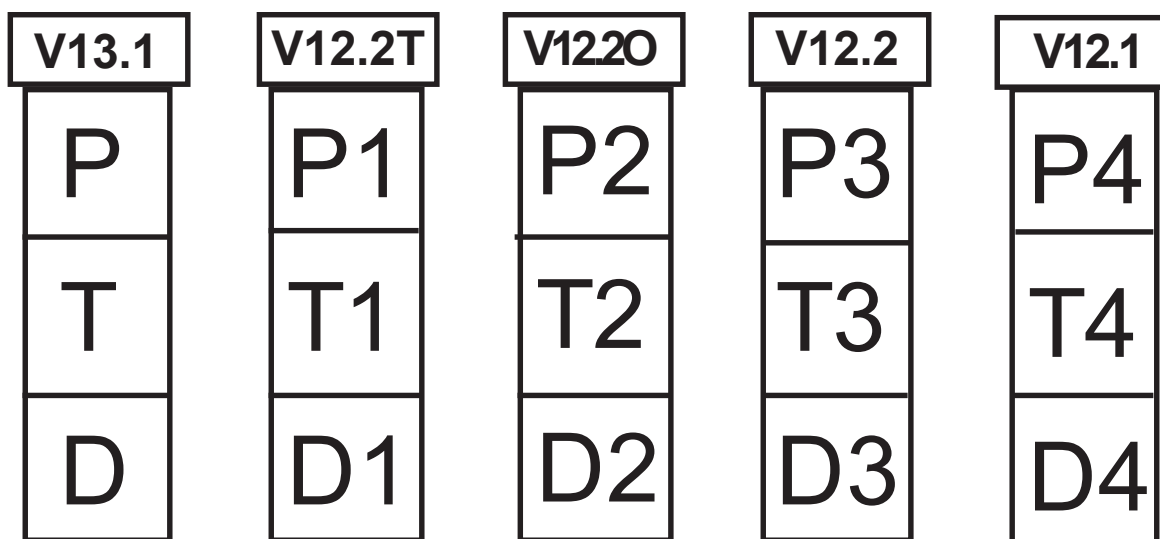 V13.1 V12.2T V12.2O V12.2 V12.1
P P1 P2 P3 P4
T T1 T2 T3 T4
D D1 D2 D3 D4